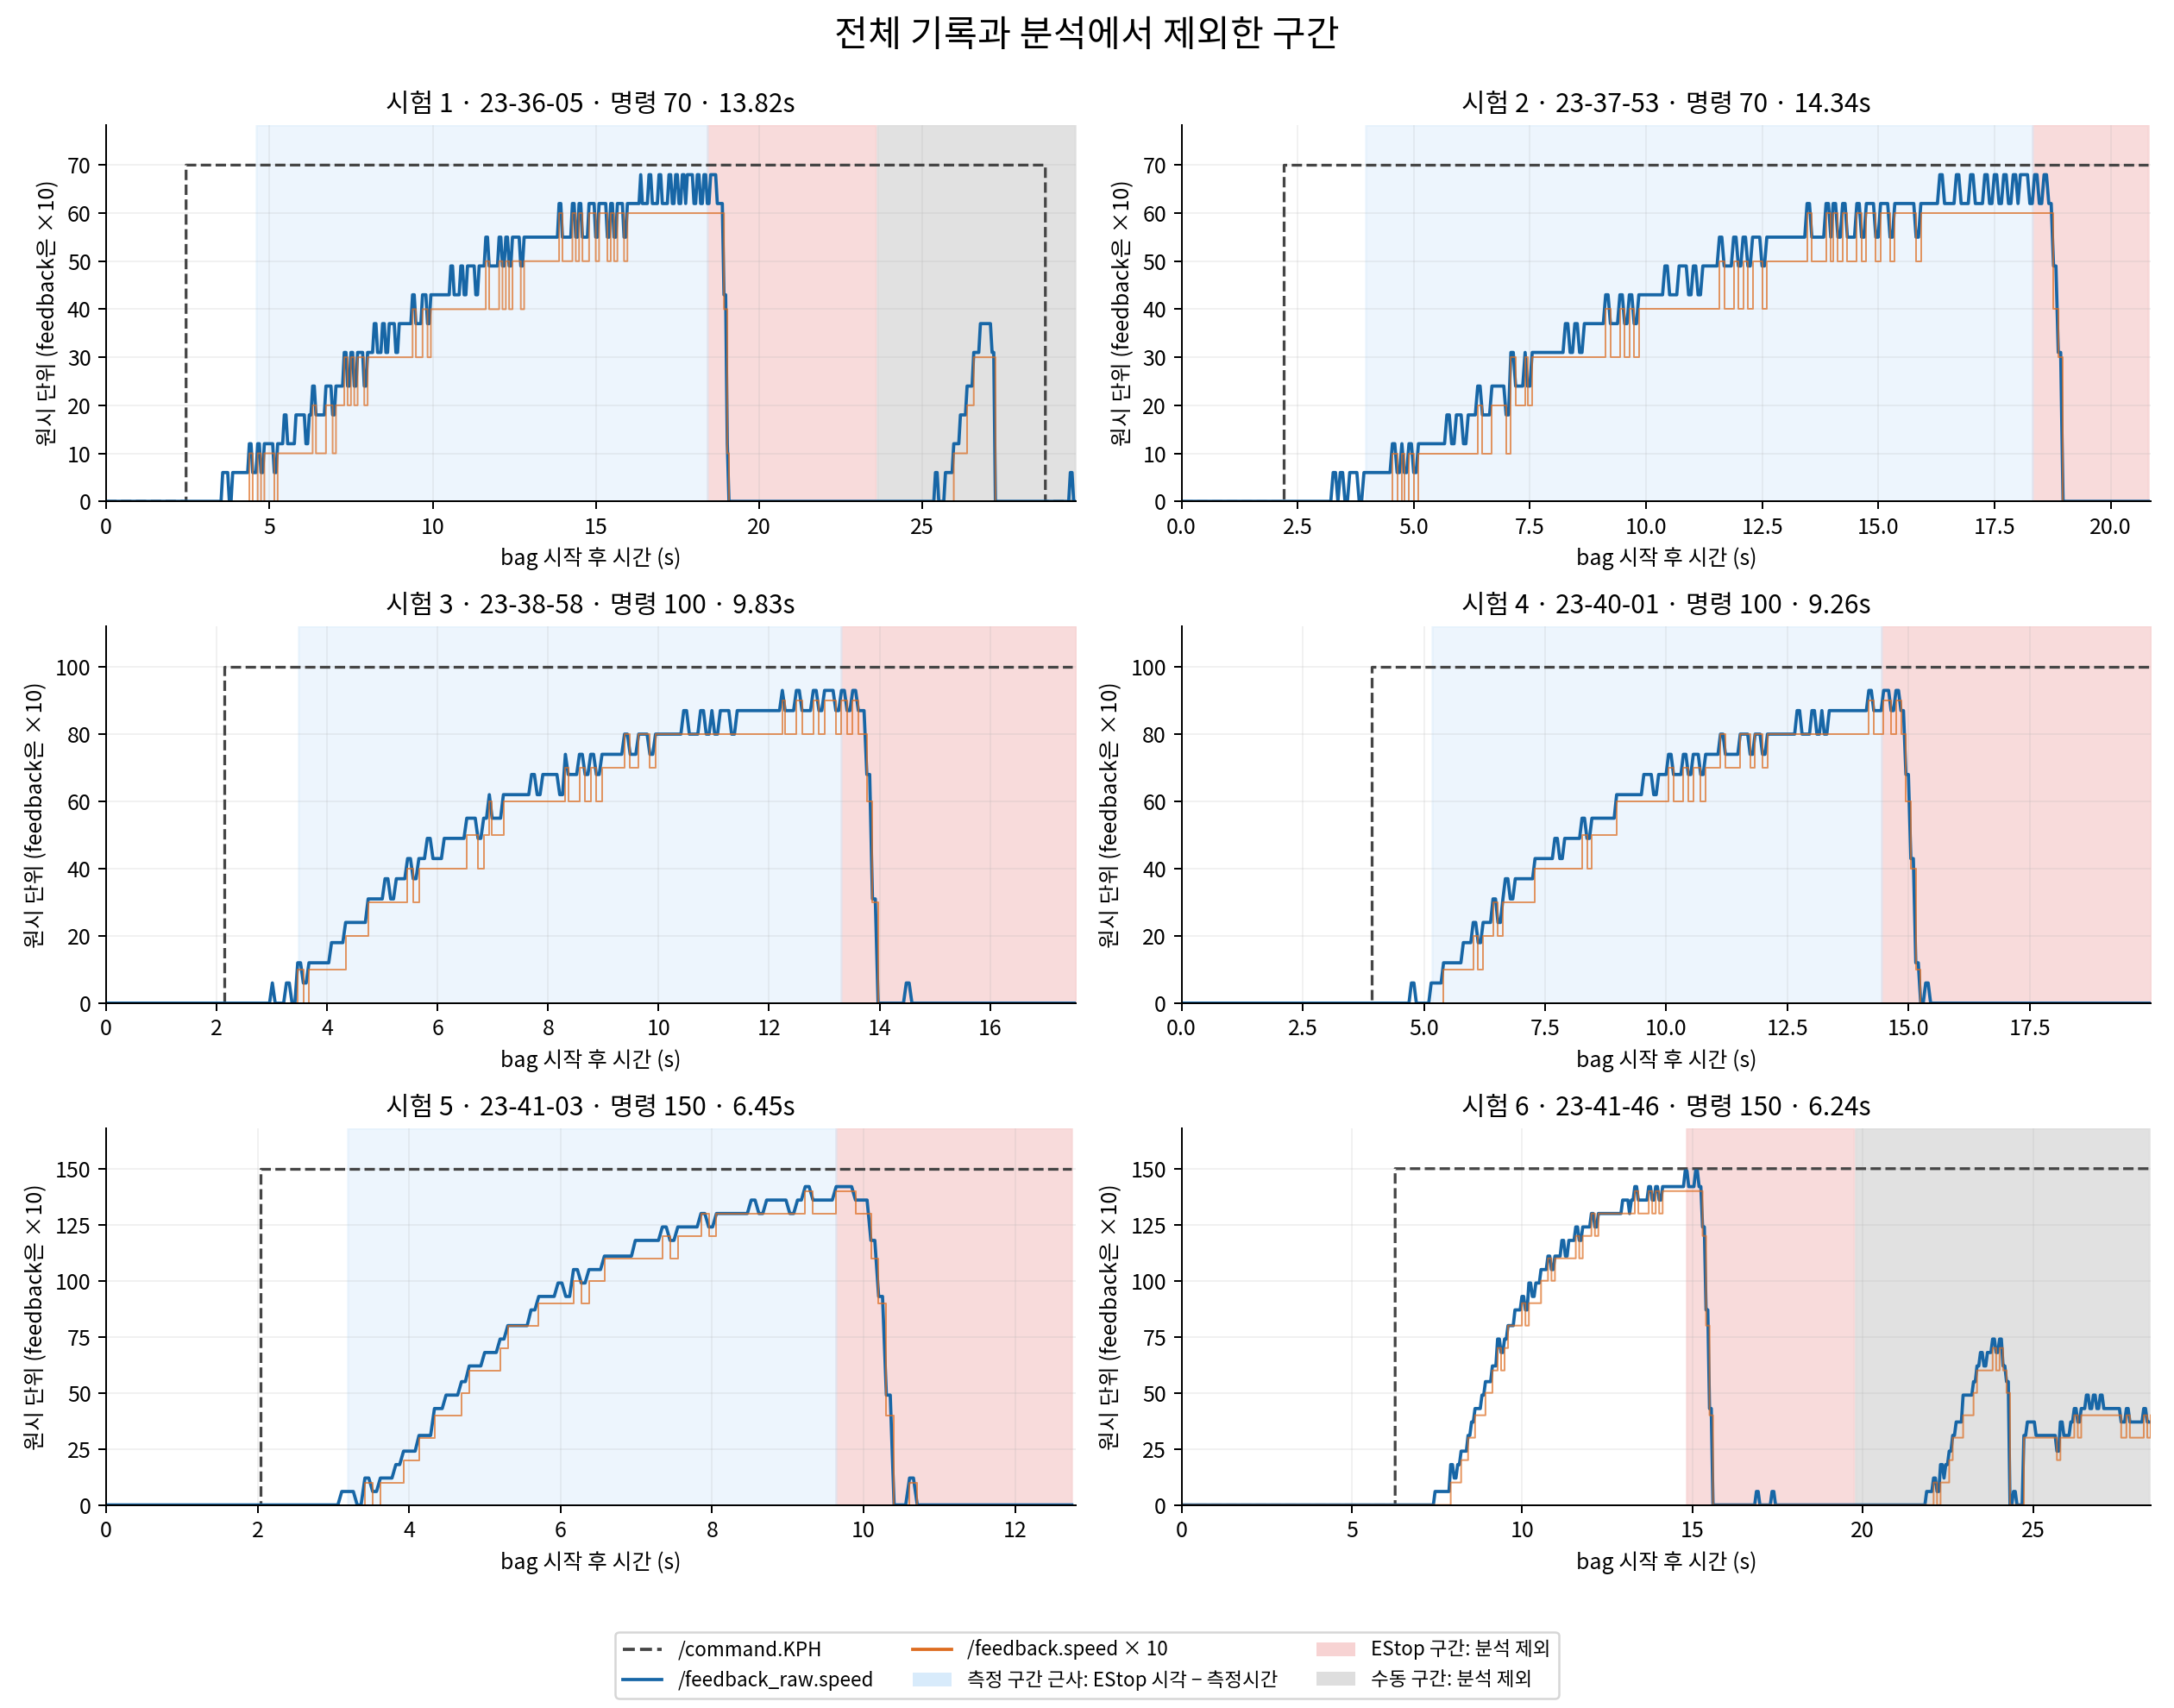 전체 기록과 분석에서 제외한 구간
시험 1 · 23-36-05 · 명령 70 · 13.82s
원시 단위 (feedback은 ×10)
70
60
50
40
30
20
10
0
0 5 10 15 20 25
bag 시작 후 시간 (s)
시험 2 · 23-37-53 · 명령 70 · 14.34s
원시 단위 (feedback은 ×10)
70
60
50
40
30
20
10
0
0.0 2.5 5.0 7.5 10.0 12.5 15.0 17.5 20.0
bag 시작 후 시간 (s)
시험 3 · 23-38-58 · 명령 100 · 9.83s
원시 단위 (feedback은 ×10)
100
80
60
40
20
0
0 2 4 6 8 10 12 14 16
bag 시작 후 시간 (s)
시험 4 · 23-40-01 · 명령 100 · 9.26s
원시 단위 (feedback은 ×10)
100
80
60
40
20
0
0.0 2.5 5.0 7.5 10.0 12.5 15.0 17.5
bag 시작 후 시간 (s)
시험 5 · 23-41-03 · 명령 150 · 6.45s
원시 단위 (feedback은 ×10)
150
125
100
75
50
25
0
0 2 4 6 8 10 12
bag 시작 후 시간 (s)
시험 6 · 23-41-46 · 명령 150 · 6.24s
원시 단위 (feedback은 ×10)
150
125
100
75
50
25
0
0 5 10 15 20 25
bag 시작 후 시간 (s)
/command.KPH
/feedback_raw.speed
/feedback.speed × 10
측정 구간 근사: EStop 시각 − 측정시간
EStop 구간: 분석 제외
수동 구간: 분석 제외